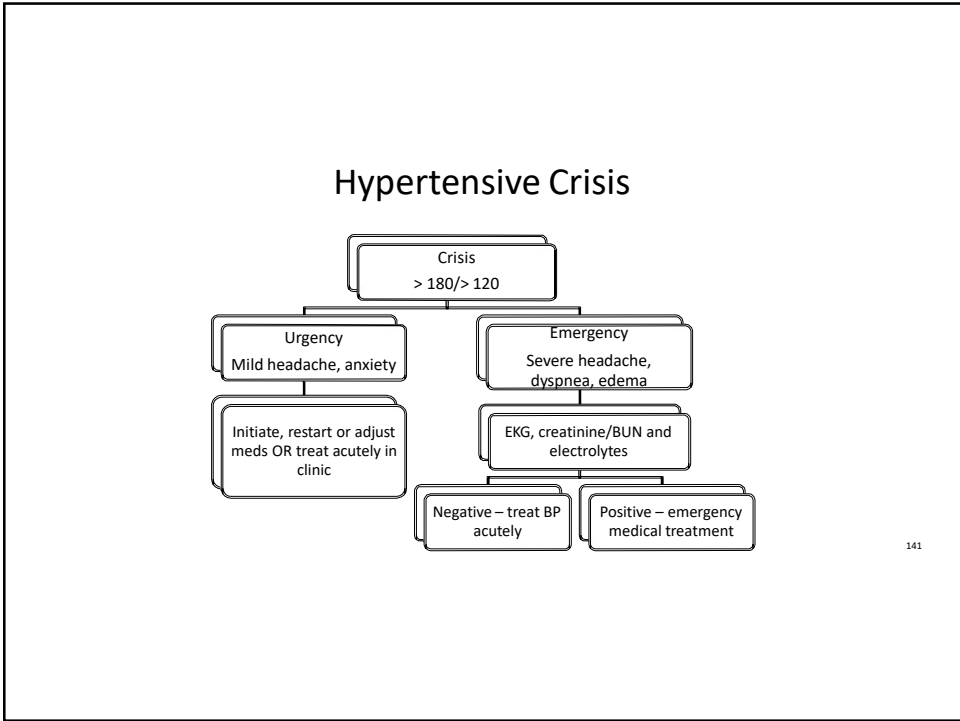 Hypertensive Crisis
Crisis
> 180/> 120
Urgency
Mild headache, anxiety
Emergency
Severe headache,
dyspnea, edema
Initiate, restart or adjust
meds OR treat acutely in
clinic
EKG, creatinine/BUN and
electrolytes
Negative – treat BP
acutely
Positive – emergency
medical treatment
141